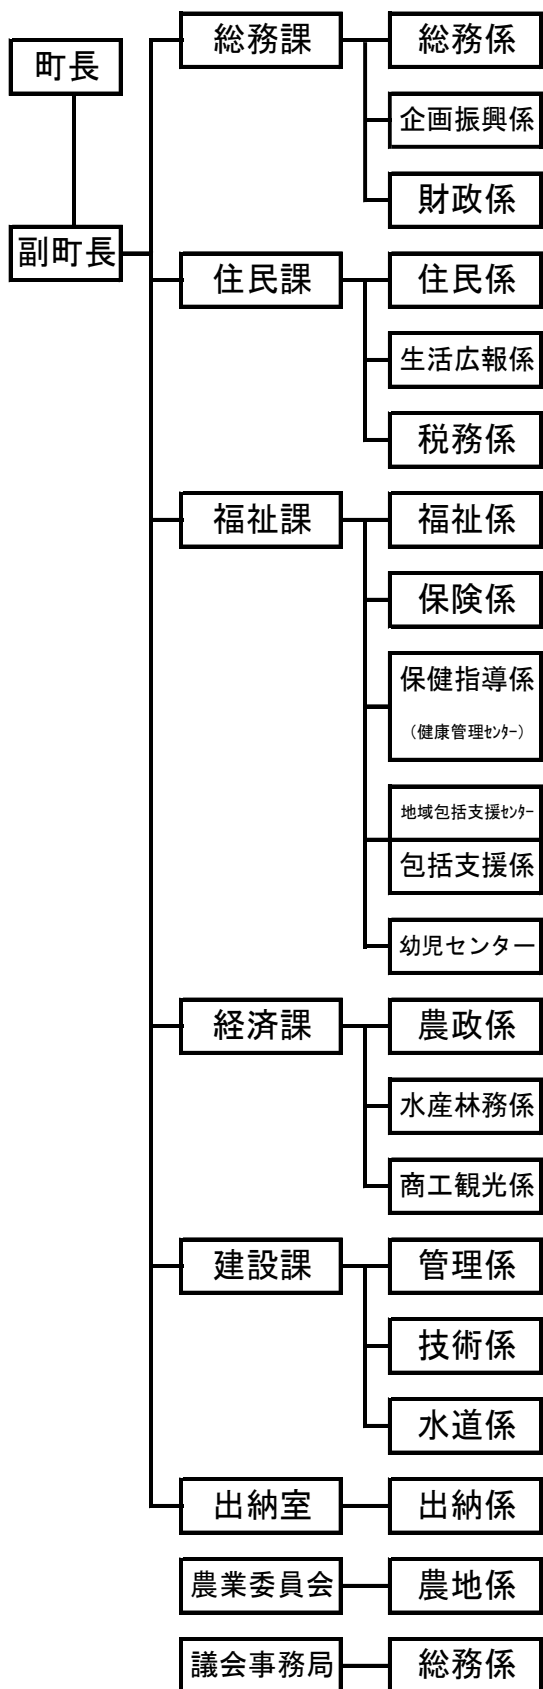 町長
副町長
総務課
総務係
企画振興係
財政係
住民課
住民係
生活広報係
税務係
福祉課
福祉係
保険係
保健指導係
（健康管理ｾﾝﾀｰ）
地域包括支援ｾﾝﾀｰ
包括支援係
幼児センター
経済課
農政係
水産林務係
商工観光係
建設課
管理係
技術係
水道係
出納室
出納係
農業委員会
農地係
議会事務局
総務係